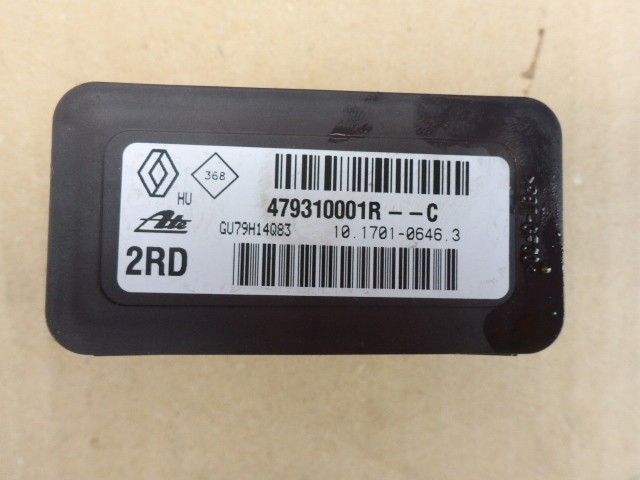 368
HU
479310001R -- C
Ate
GU79H14Q83 10.1701-0646.3
2RD